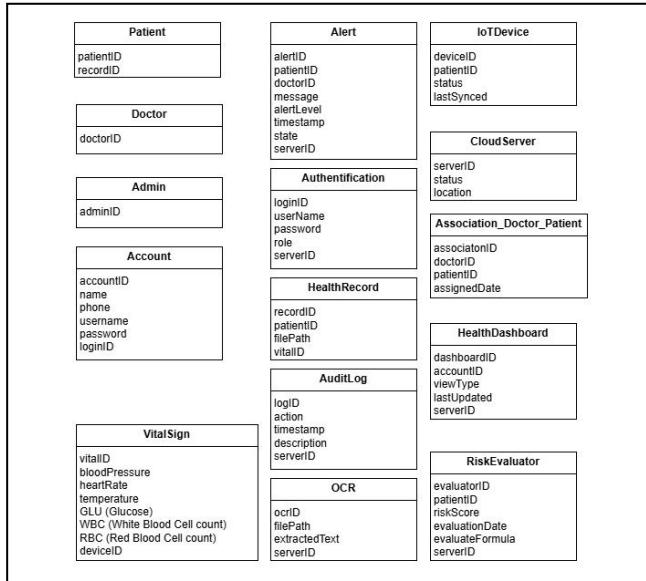 Patient
patientID
recordID
Doctor
doctorID
Admin
adminID
Account
accountID
name
phone
username
password
loginID
VitalSign
vitalID
bloodPressure
heartRate
temperature
GLU (Glucose)
WBC (White Blood Cell count)
RBC (Red Blood Cell count)
deviceID
Alert
alertID
patientID
doctorID
message
alertLevel
timestamp
state
serverID
Authentification
loginID
userName
password
role
serverID
HealthRecord
recordID
patientID
filePath
vitalID
AuditLog
logID
action
timestamp
description
serverID
OCR
ocrID
filePath
extractedText
serverID
IoTDevice
deviceID
patientID
status
lastSynced
CloudServer
serverID
status
location
Association_Doctor_Patient
associatonID
doctorID
patientID
assignedDate
HealthDashboard
dashboardID
accountID
viewType
lastUpdated
serverID
RiskEvaluator
evaluatorID
patientID
riskScore
evaluationDate
evaluateFormula
serverID